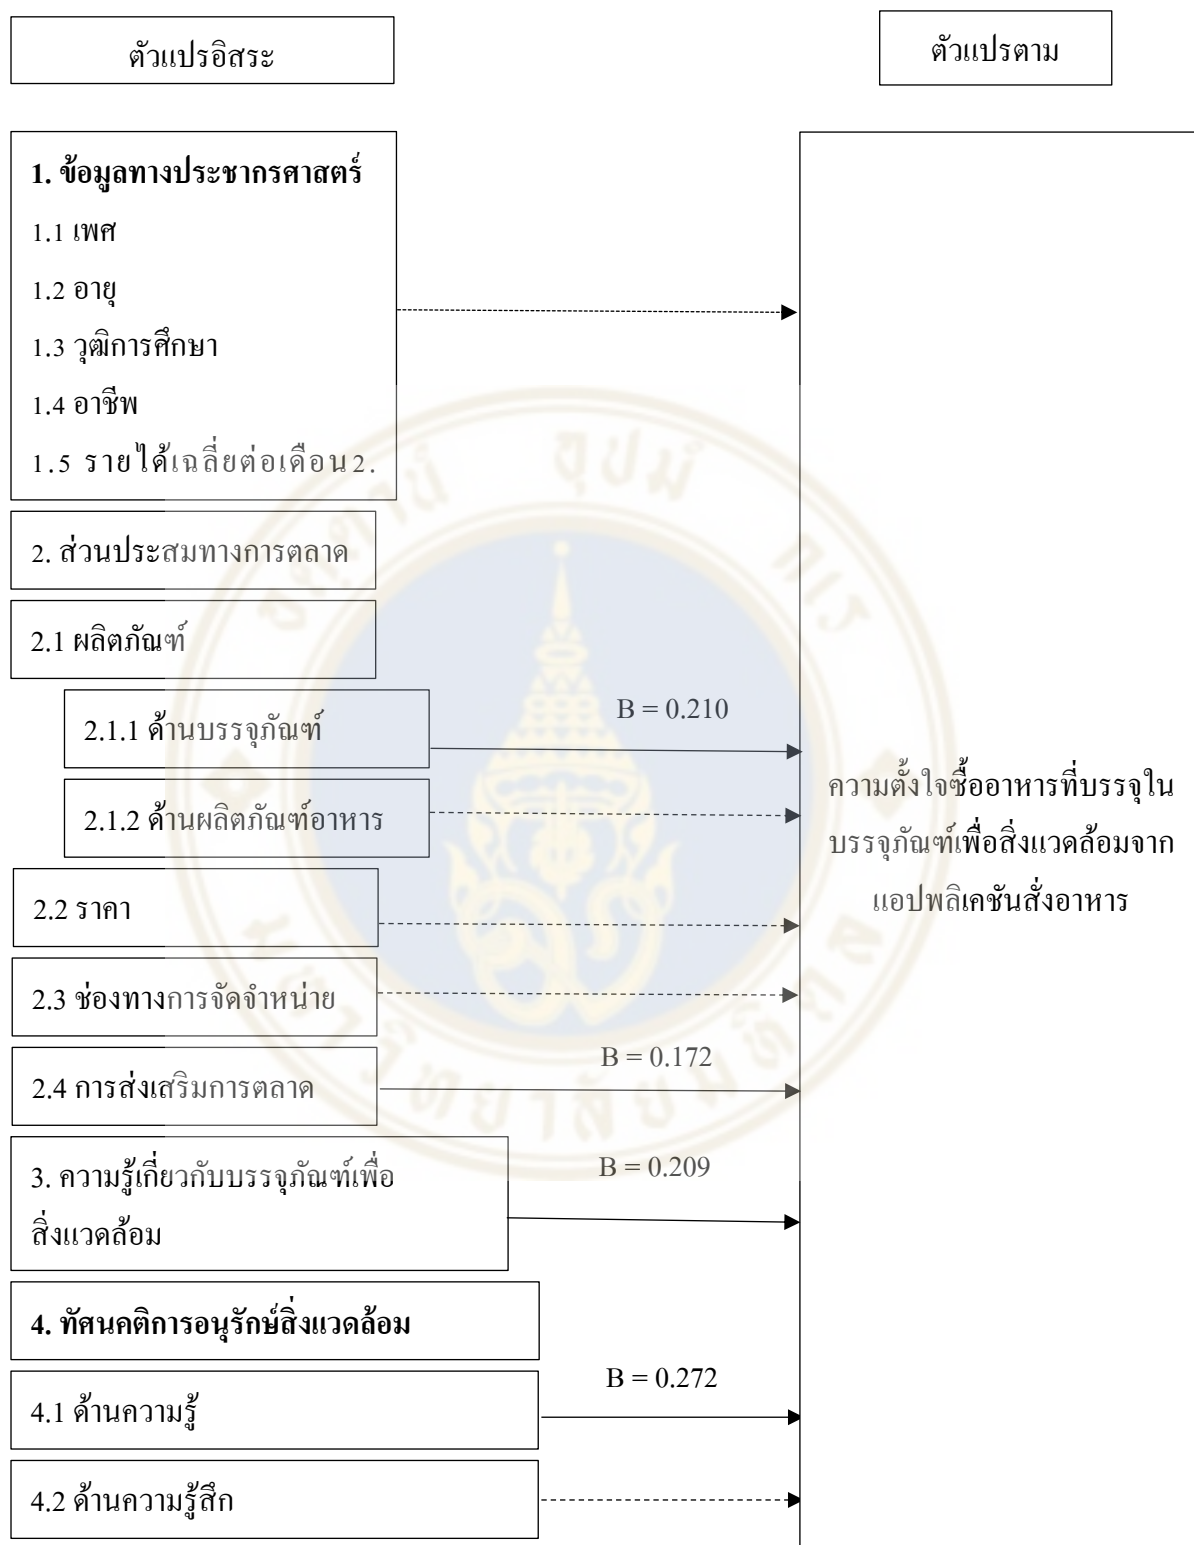 ตัวแปรอิสระ
ตัวแปรตาม
1. ข้อมูลทางประชากรศาสตร์
1.1 เพศ
1.2 อายุ
1.3 วุฒิการศึกษา
1.4 อาชีพ
1.5 รายได้เฉลี่ยต่อเดือน2.
2. ส่วนประสมทางการตลาด
2.1 ผลิตภัณฑ์
2.1.1 ด้านบรรจุภัณฑ์
B = 0.210
2.1.2 ด้านผลิตภัณฑ์อาหาร
ความตั้งใจซื้ออาหารที่บรรจุใน
บรรจุภัณฑ์เพื่อสิ่งแวดล้อมจาก
แอปพลิเคชันสั่งอาหาร
2.2 ราคา
2.3 ช่องทางการจัดจำหน่าย
2.4 การส่งเสริมการตลาด
B = 0.172
3. ความรู้เกี่ยวกับบรรจุภัณฑ์เพื่อ
สิ่งแวดล้อม
B = 0.209
4. ทัศนคติการอนุรักษ์สิ่งแวดล้อม
4.1 ด้านความรู้
B = 0.272
4.2 ด้านความรู้สึก
มหาวิทยาลัยมหิดล